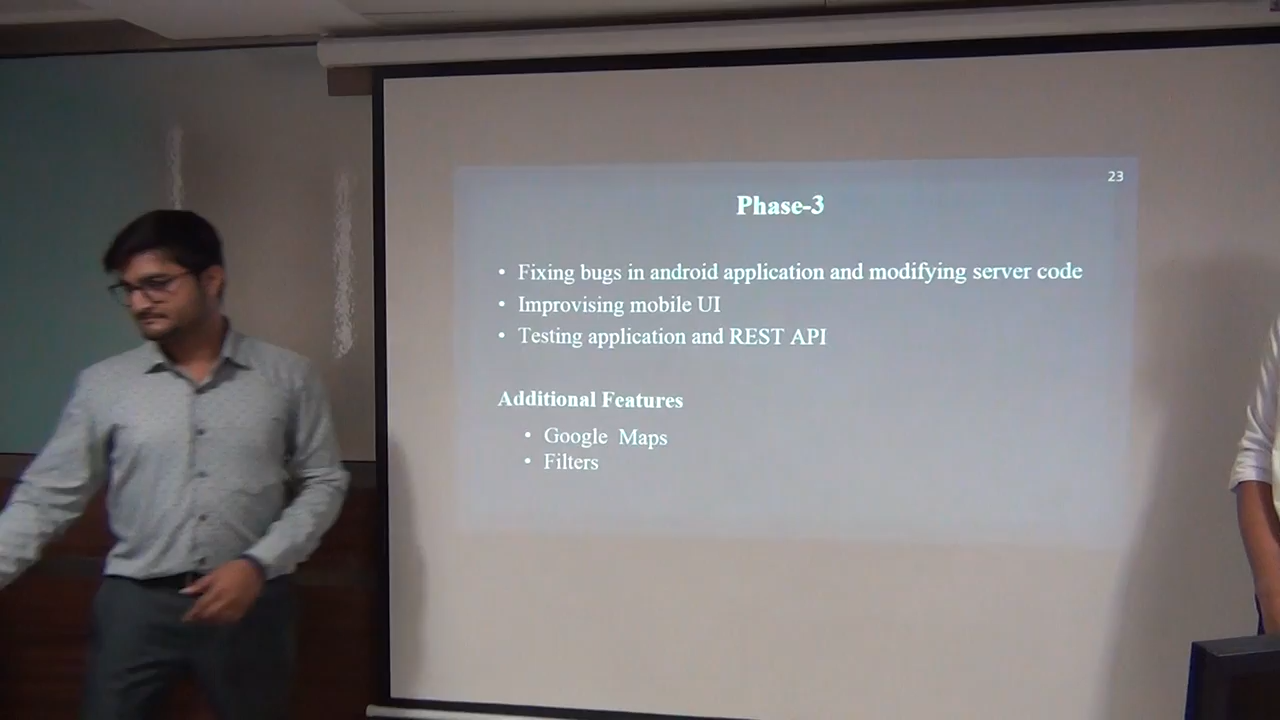 23
Phase-3
• Fixing bugs in android application and modifying server code
• Improvising mobile UI
• Testing application and REST API
Additional Features
• Google Maps
• Filters